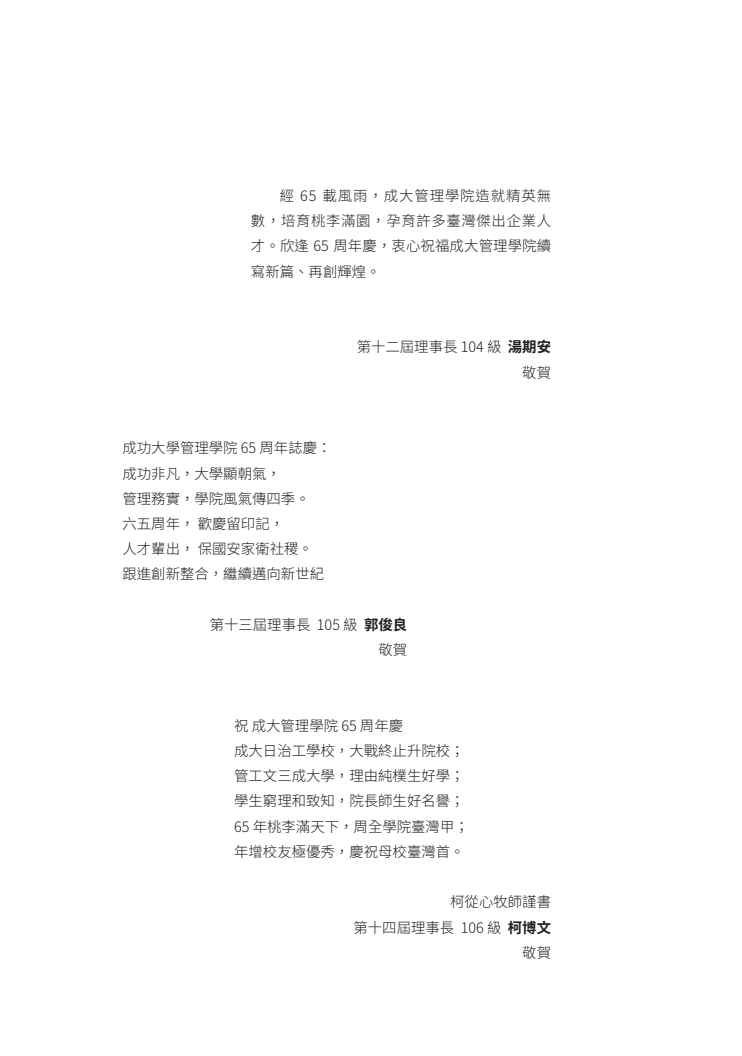 經 65 載風雨，成大管理學院造就精英無
數，培育桃李滿園，孕育許多臺灣傑出企業人
才。欣逢 65 周年慶，衷心祝福成大管理學院續
寫新篇、再創輝煌。
第十二屆理事長 104 級 湯期安
敬賀
成功大學管理學院 65 周年誌慶：
成功非凡，大學顯朝氣，
管理務實，學院風氣傳四季。
六五周年， 歡慶留印記，
人才輩出， 保國安家衛社稷。
跟進創新整合，繼續邁向新世紀
第十三屆理事長 105 級 郭俊良
敬賀
祝 成大管理學院 65 周年慶
成大日治工學校，大戰終止升院校；
管工文三成大學，理由純樸生好學；
學生窮理和致知，院長師生好名譽；
65 年桃李滿天下，周全學院臺灣甲；
年增校友極優秀，慶祝母校臺灣首。
柯從心牧師謹書
第十四屆理事長 106 級 柯博文
敬賀